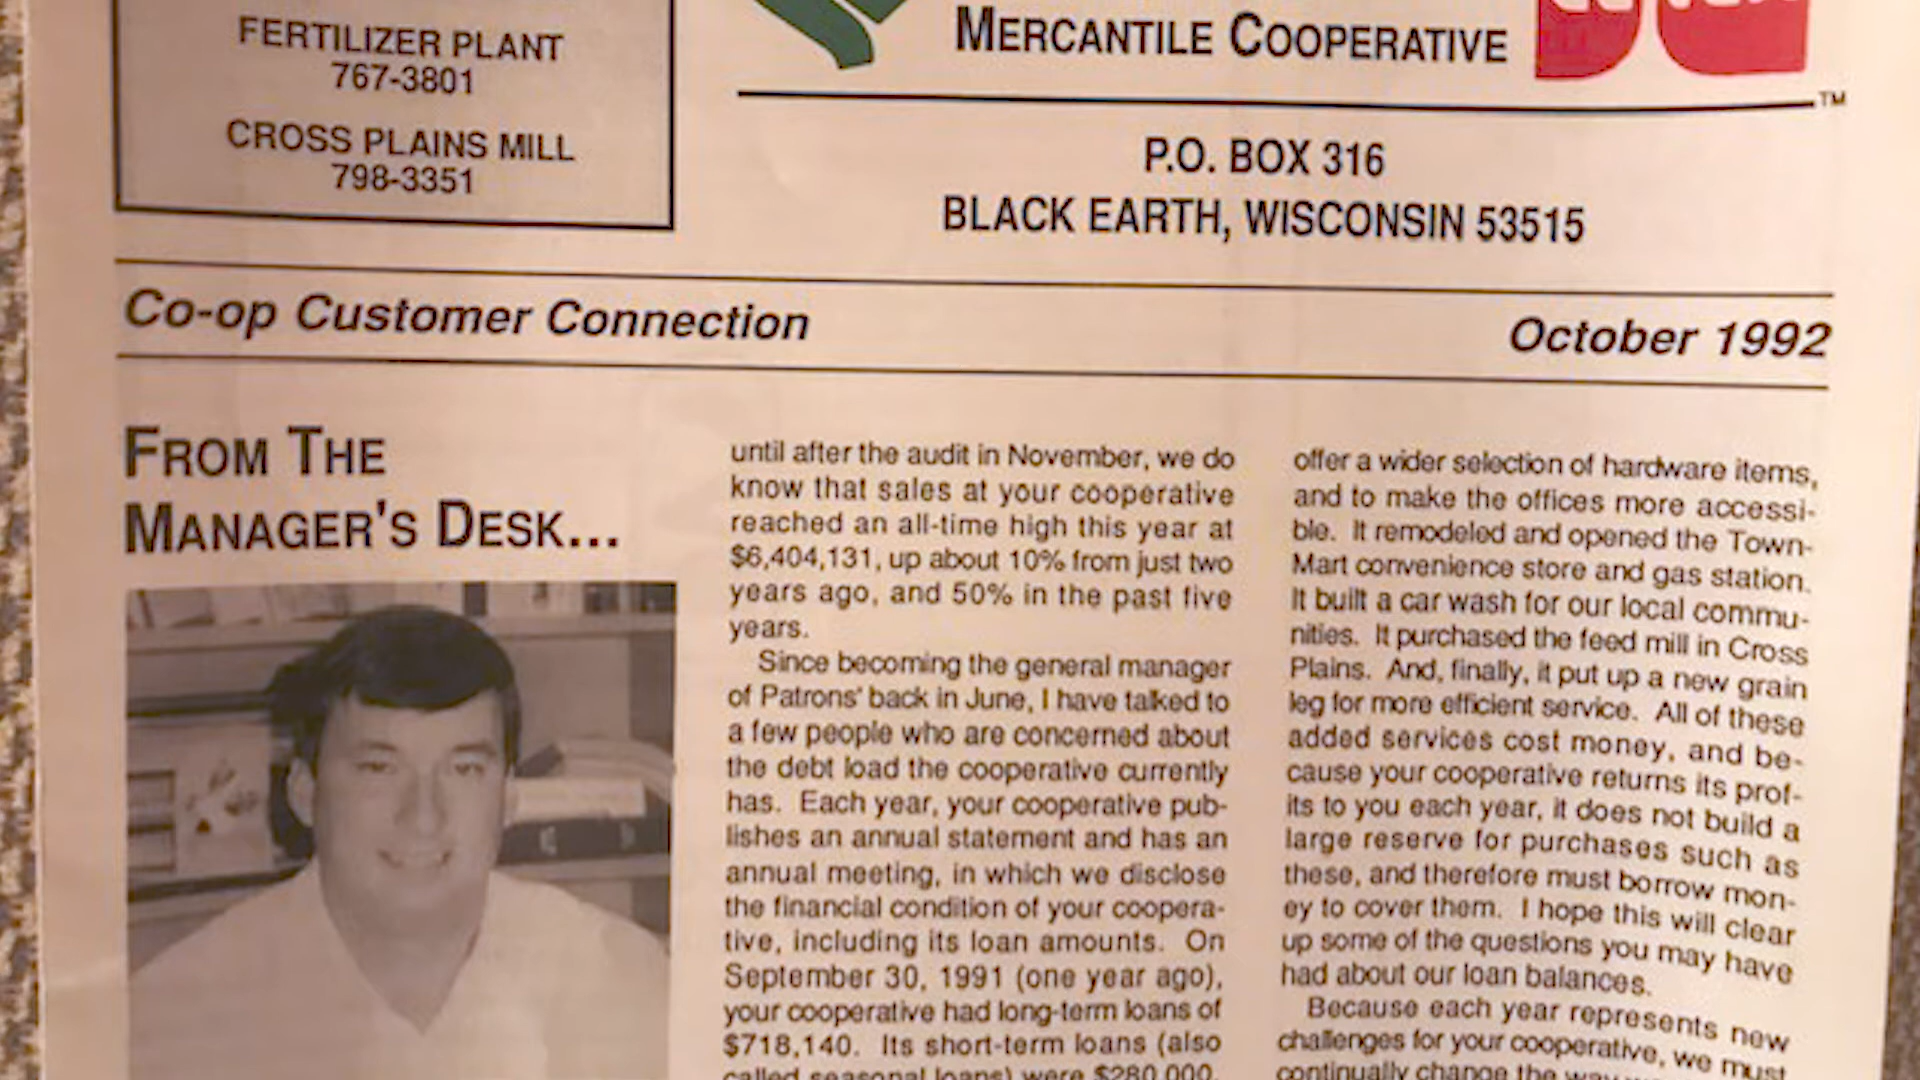 FERTILIZER PLANT
767-3801
CROSS PLAINS MILL
798-3351
MERCANTILE COOPERATIVE
TM
P.O. BOX 316
BLACK EARTH, WISCONSIN 53515
Co-op Customer Connection
October 1992
FROM THE
MANAGER'S DESK...
until after the audit in November, we do
know that sales at your cooperative
reached an all-time high this year at
$6,404,131, up about 10% from just two
years ago, and 50% in the past five
years.
Since becoming the general manager
of Patrons' back in June, I have talked to
a few people who are concerned about
the debt load the cooperative currently
has. Each year, your cooperative pub-
lishes an annual statement and has an
annual meeting, in which we disclose
the financial condition of your coopera-
tive, including its loan amounts. On
September 30, 1991 (one year ago),
your cooperative had long-term loans of
$718,140. Its short-term loans (also
called seasonal loans) were $280,000.
offer a wider selection of hardware items,
and to make the offices more accessi-
ble. It remodeled and opened the Town-
Mart convenience store and gas station.
It built a car wash for our local commu-
nities. It purchased the feed mill in Cross
Plains. And, finally, it put up a new grain
leg for more efficient service. All of these
added services cost money, and be-
cause your cooperative returns its prof-
its to you each year, it does not build a
large reserve for purchases such as
these, and therefore must borrow mon-
ey to cover them. I hope this will clear
up some of the questions you may have
had about our loan balances.
Because each year represents new
challenges for your cooperative, we must
continually change the way